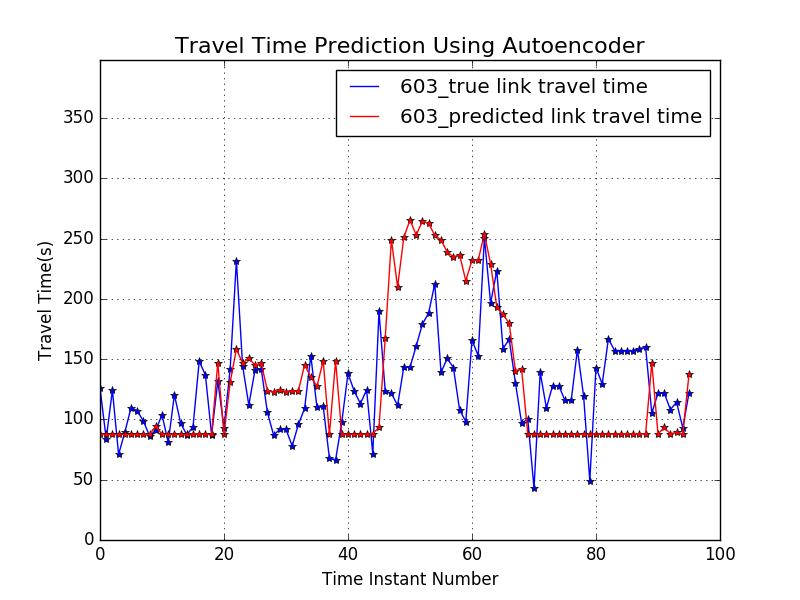 Travel Time Prediction Using Autoencoder
603_true link travel time
603_predicted link travel time
Travel Time(s)
350
300
250
200
150
100
50
0
0 20 40 60 80 100
Time Instant Number